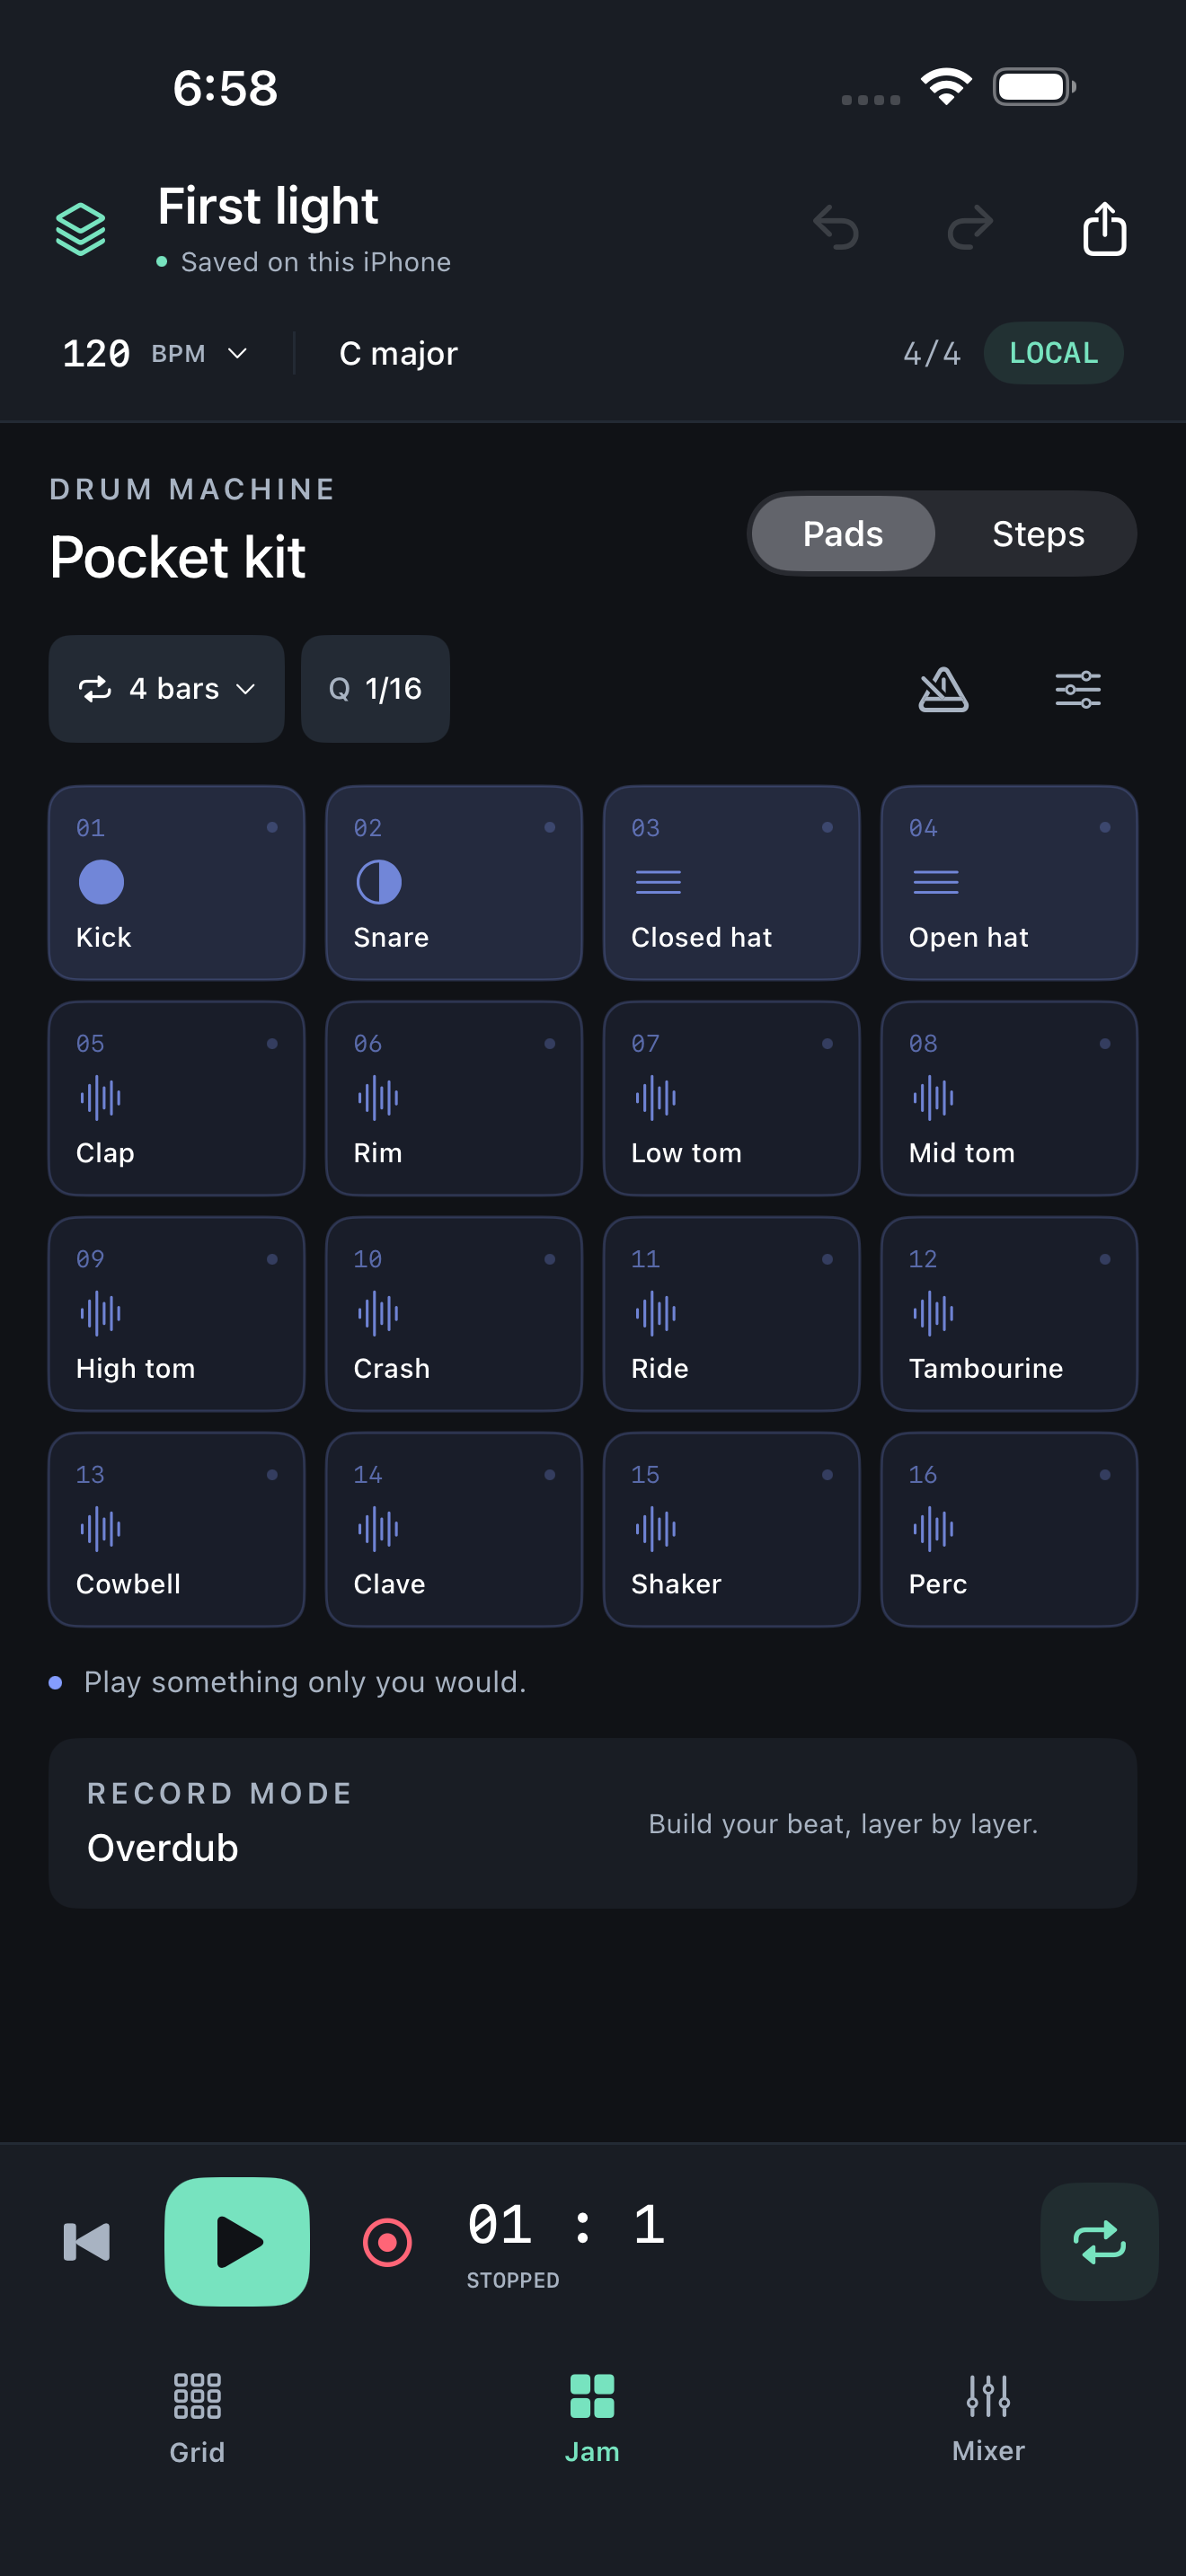 6:58
First light
Saved on this iPhone
120 BPM
C major
4/4
LOCAL
DRUM MACHINE
Pocket kit
Pads
Steps
4 bars
Q 1/16
01
Kick
02
Snare
03
Closed hat
04
Open hat
05
Clap
06
Rim
07
Low tom
08
Mid tom
09
High tom
10
Crash
11
Ride
12
Tambourine
13
Cowbell
14
Clave
15
Shaker
16
Perc
Play something only you would.
RECORD MODE
Overdub
Build your beat, layer by layer.
01 : 1
STOPPED
Grid
Jam
Mixer